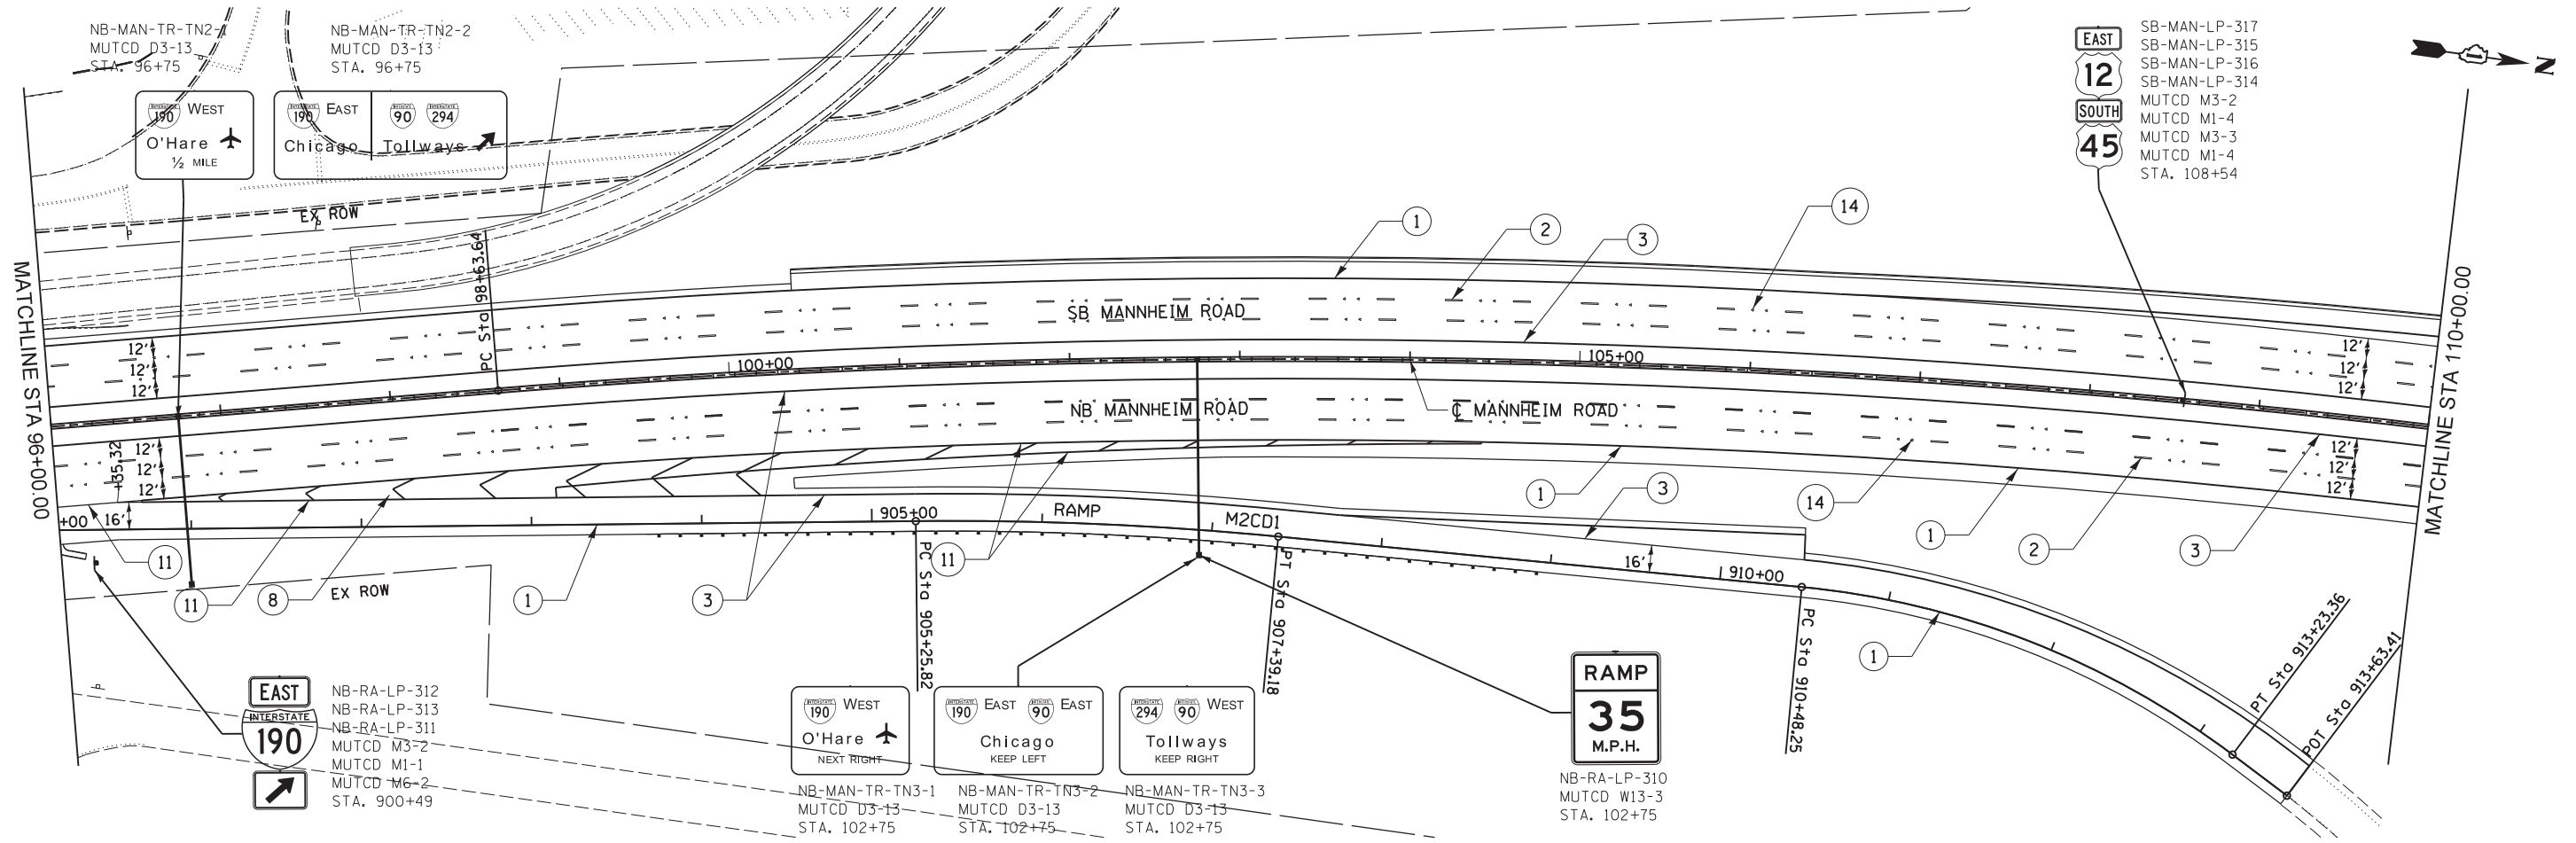 NB-MAN-TR-TN2-1
MUTCD D3-13
STA. 96+75
NB-MAN-TR-TN2-2
MUTCD D3-13
STA. 96+75
INTERSTATE
190
WEST
O'Hare
½ MILE
INTERSTATE
190
EAST
Chicago
INTERSTATE
90
INTERSTATE
294
Tollways
EAST
12
SOUTH
45
SB-MAN-LP-317
SB-MAN-LP-315
SB-MAN-LP-316
SB-MAN-LP-314
MUTCD M3-2
MUTCD M1-4
MUTCD M3-3
MUTCD M1-4
STA. 108+54
N
EX ROW
PC Sta 98+63.64
1
2
3
14
MATCHLINE STA 96+00.00
MATCHLINE STA 110+00.00
SB MANNHEIM ROAD
12'
12'
12'
12'
12'
12'
100+00
105+00
NB MANNHEIM ROAD
℄ MANNHEIM ROAD
+35.32
12'
12'
12'
12'
12'
12'
+00
16'
905+00
RAMP
M2CD1
1
3
14
1
2
3
11
11
8
1
3
11
16'
910+00
1
EX ROW
PC Sta 905+25.82
PT Sta 907+39.18
PC Sta 910+48.25
PT Sta 913+23.36
POT Sta 913+63.41
EAST
INTERSTATE
190
NB-RA-LP-312
NB-RA-LP-313
NB-RA-LP-311
MUTCD M3-2
MUTCD M1-1
MUTCD M6-2
STA. 900+49
INTERSTATE
190
WEST
O'Hare
NEXT RIGHT
NB-MAN-TR-TN3-1
MUTCD D3-13
STA. 102+75
INTERSTATE
190
EAST
INTERSTATE
90
EAST
Chicago
KEEP LEFT
NB-MAN-TR-TN3-2
MUTCD D3-13
STA. 102+75
INTERSTATE
294
INTERSTATE
90
WEST
Tollways
KEEP RIGHT
NB-MAN-TR-TN3-3
MUTCD D3-13
STA. 102+75
RAMP
35
M.P.H.
NB-RA-LP-310
MUTCD W13-3
STA. 102+75